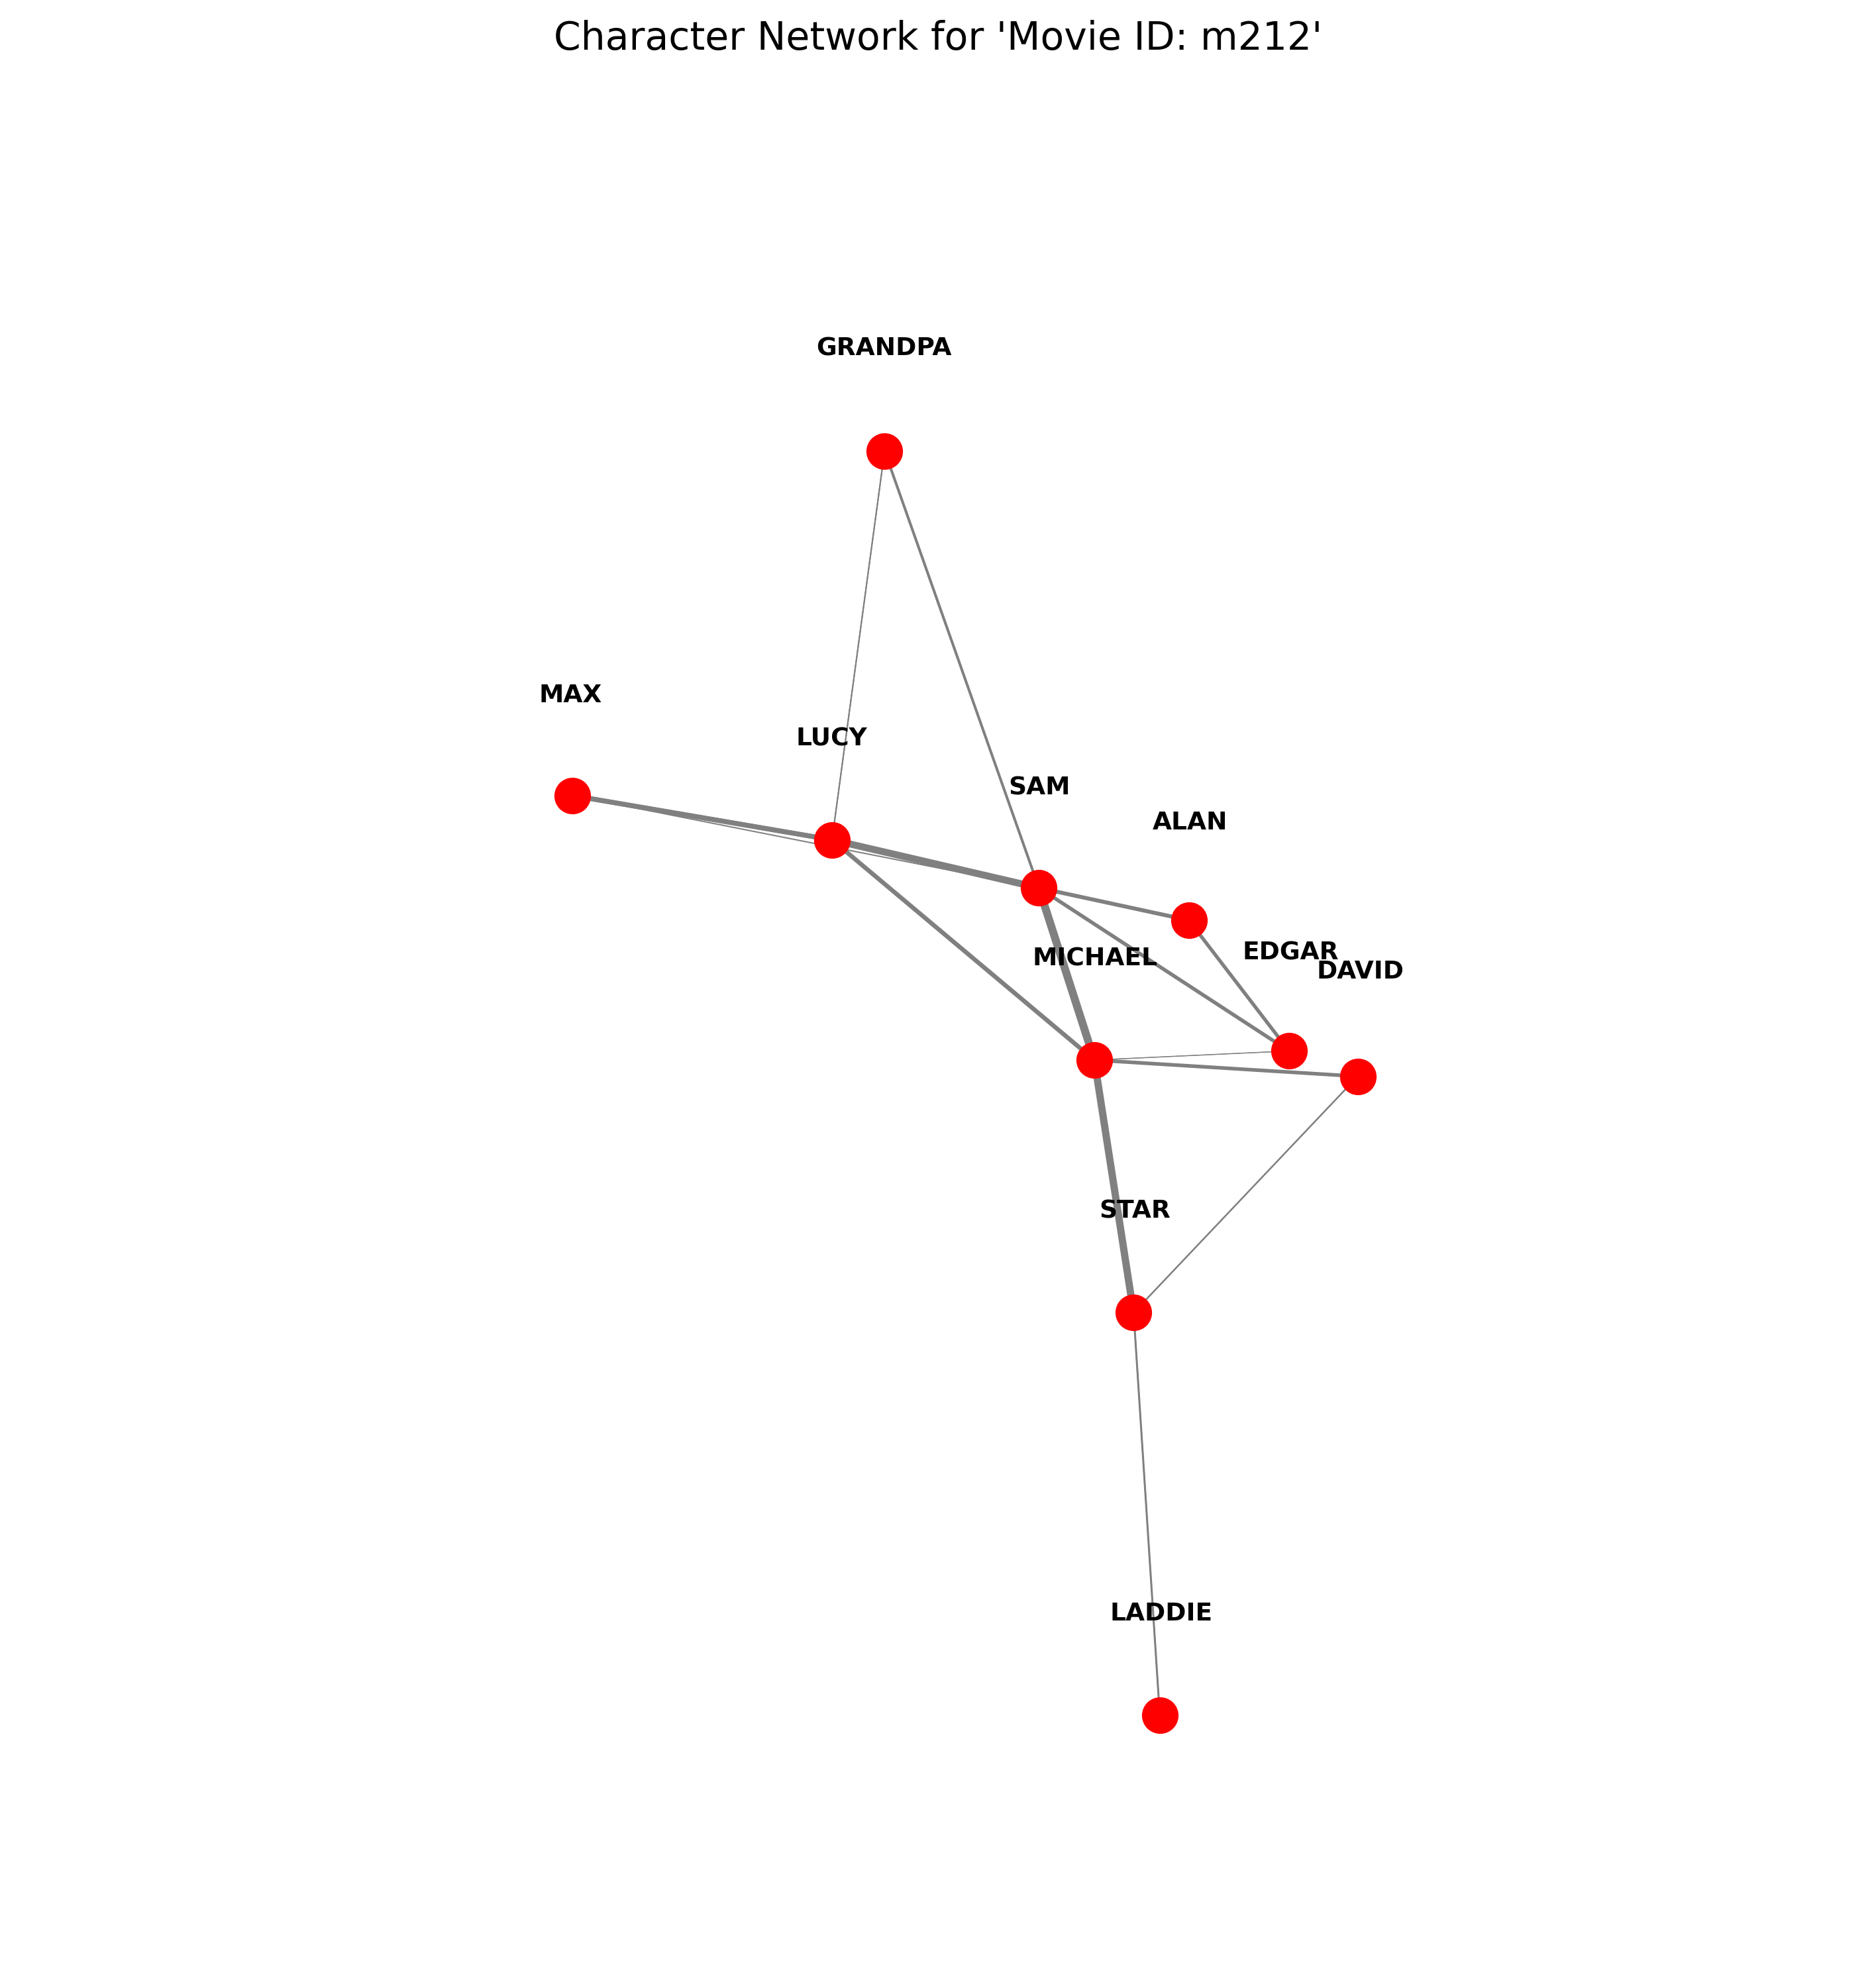 Character Network for 'Movie ID: m212'
GRANDPA
MAX
LUCY
SAM
ALAN
EDGAR
MICHAEL
DAVID
STAR
LADDIE